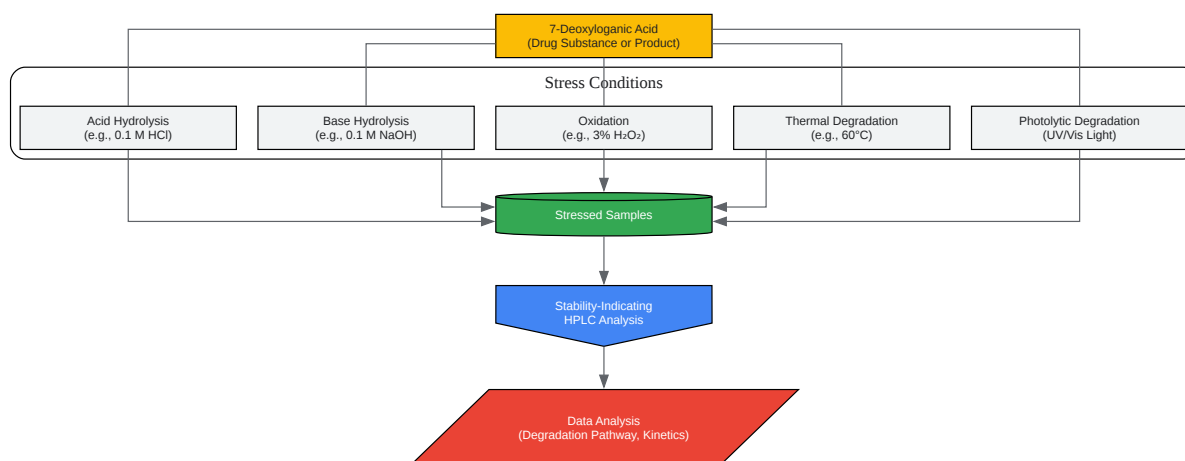 7-Deoxyloganic Acid
(Drug Substance or Product)
Stress Conditions
Acid Hydrolysis
(e.g., 0.1 M HCl)
Base Hydrolysis
(e.g., 0.1 M NaOH)
Oxidation
(e.g., 3% H₂O₂)
Thermal Degradation
(e.g., 60°C)
Photolytic Degradation
(UV/Vis Light)
Stressed Samples
Stability-Indicating
HPLC Analysis
Data Analysis
(Degradation Pathway, Kinetics)